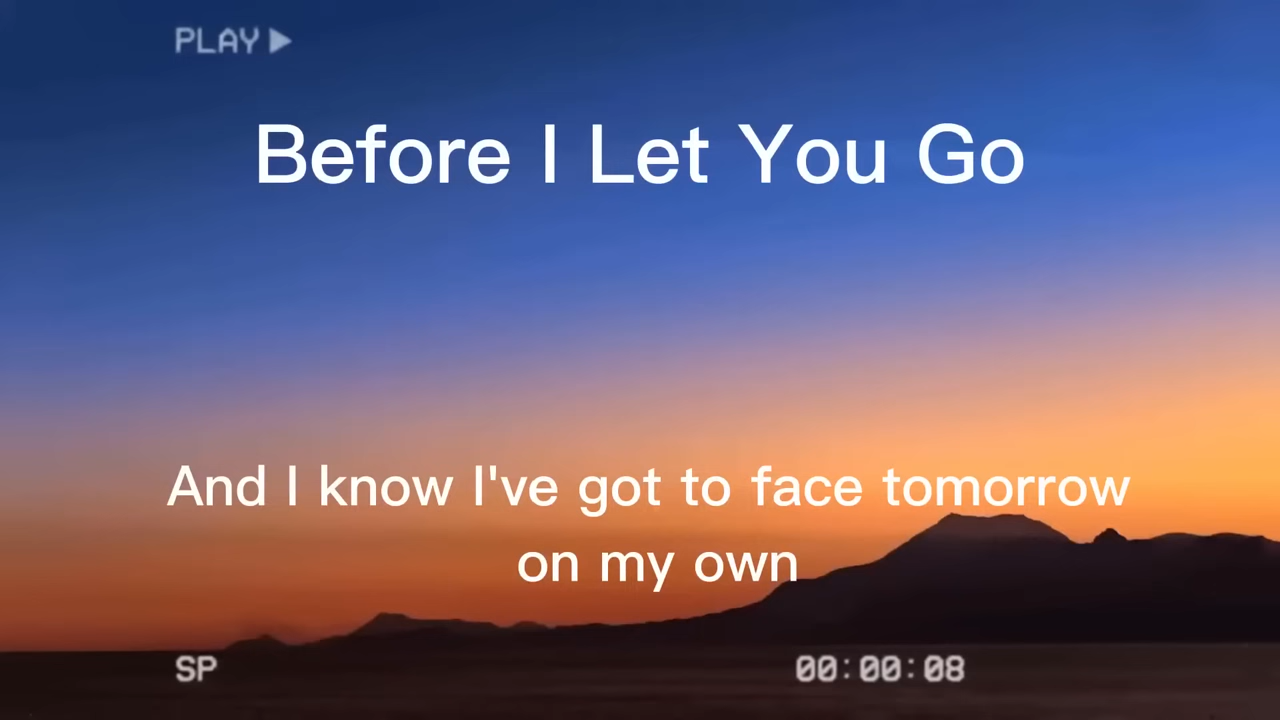 PLAY
Before I Let You Go
And I know I've got to face tomorrow
on my own
SP
00:00:08